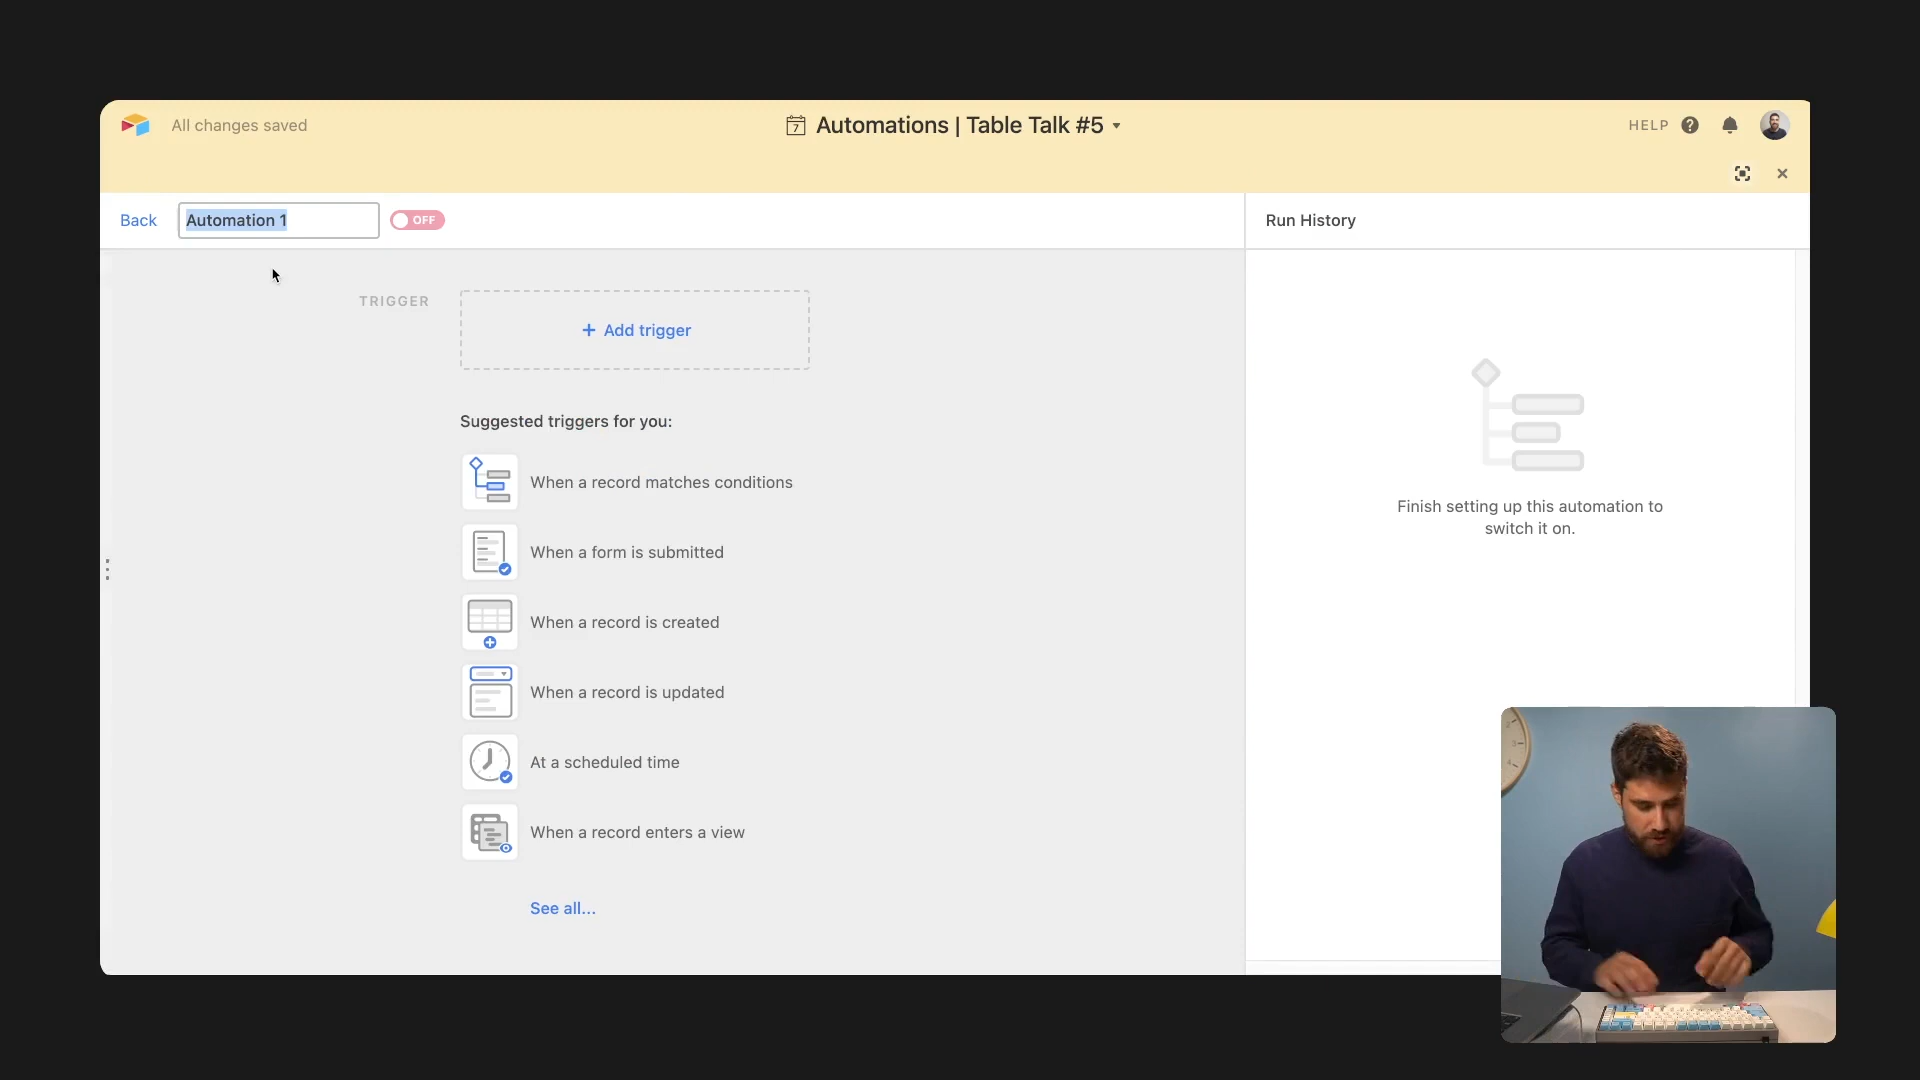 All changes saved
7
Automations | Table Talk #5
HELP ?
Back
Automation 1
OFF
Run History
TRIGGER
+ Add trigger
Suggested triggers for you:
When a record matches conditions
When a form is submitted
When a record is created
When a record is updated
At a scheduled time
When a record enters a view
See all...
Finish setting up this automation to
switch it on.